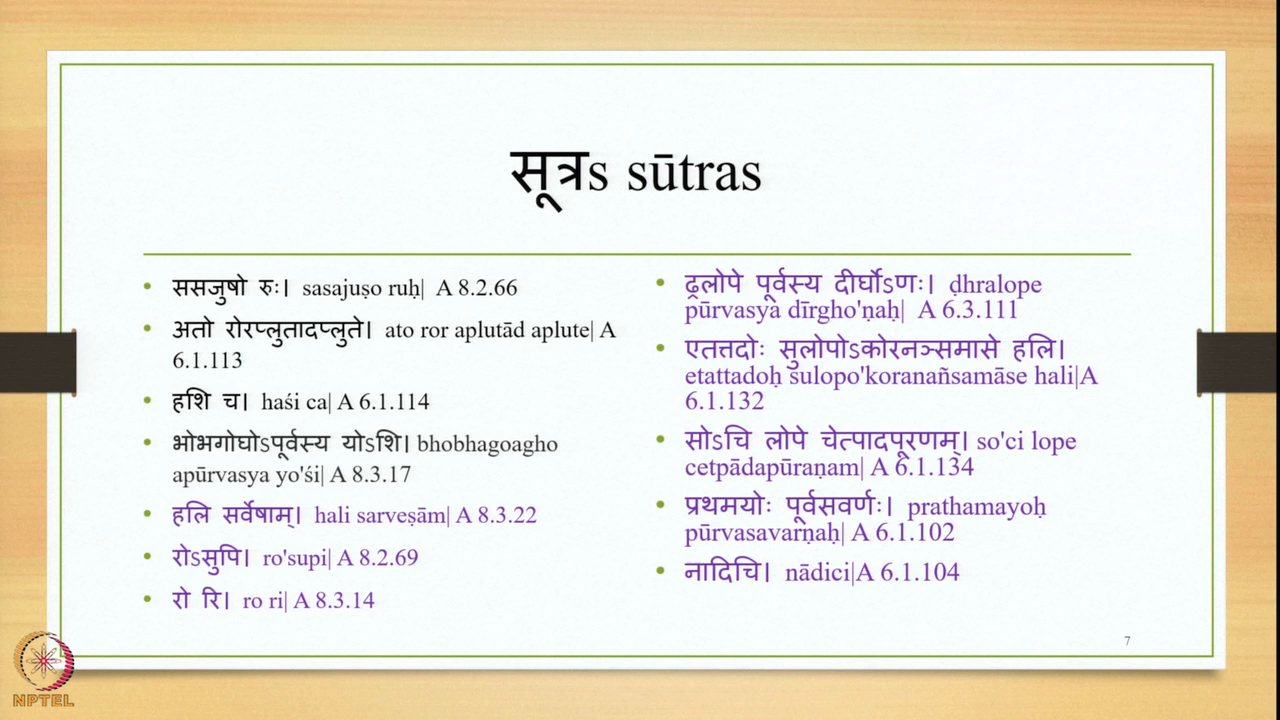 सूत्रs sūtras
• ससजुषो रुः। sasajuṣo ruḥ| A 8.2.66
• अतो रोरप्लुतादप्लुते। ato ror aplutād aplute| A
6.1.113
• हशि च। haśi ca| A 6.1.114
• भोभगोघोऽपूर्वस्य योऽशि। bhobhagoagho
apūrvasya yo'śi| A 8.3.17
• हलि सर्वेषाम्। hali sarveṣām| A 8.3.22
• रोऽसुपि। ro'supi| A 8.2.69
• रो रि। ro ri| A 8.3.14
• ढ्रलोपे पूर्वस्य दीर्घोऽणः। ḍhralope
pūrvasya dīrgho'ṇaḥ| A 6.3.111
• एतत्तदोः सुलोपोऽकोरनञ्समासे हलि।
etattadoḥ sulopo'koranañsamāse hali|A
6.1.132
• सोऽचि लोपे चेत्पादपूरणम्। so'ci lope
cetpādapūraṇam| A 6.1.134
• प्रथमयोः पूर्वसवर्णः। prathamayoḥ
pūrvasavarṇaḥ| A 6.1.102
• नादिचि। nādici|A 6.1.104
7
NPTEL